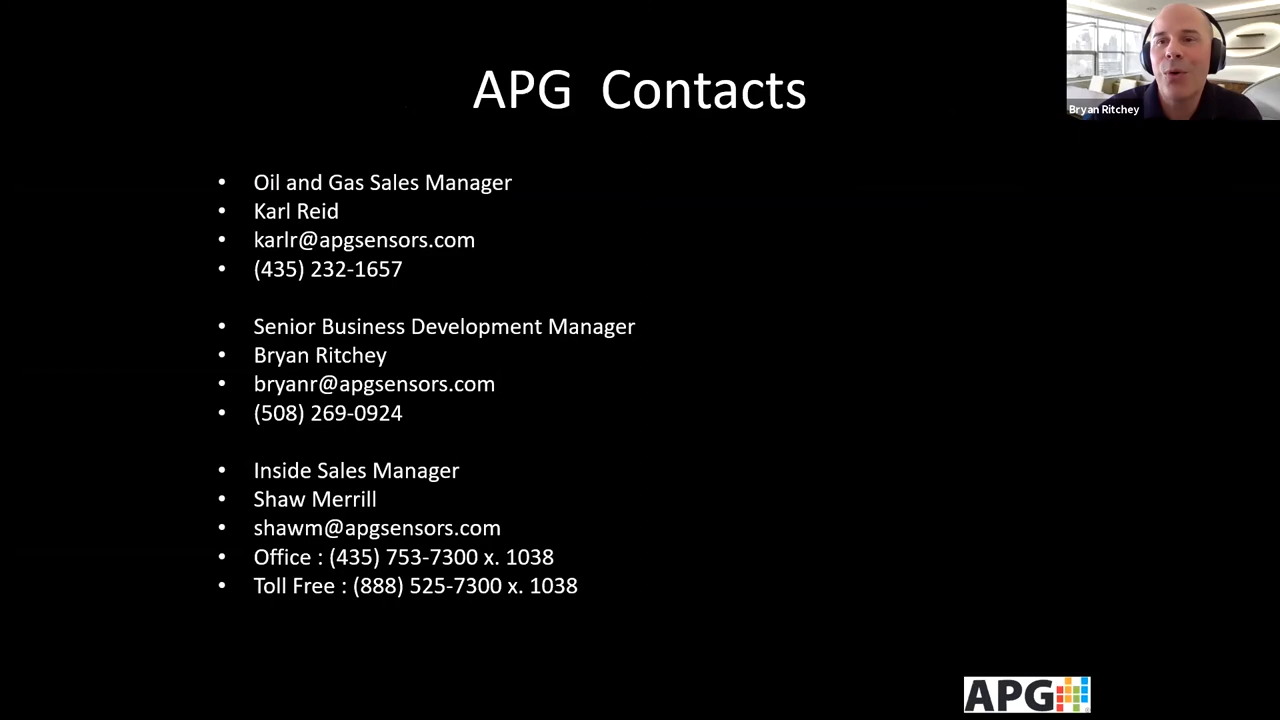 APG Contacts
Bryan Ritchey
• Oil and Gas Sales Manager
• Karl Reid
• karlr@apgsensors.com
• (435) 232-1657
• Senior Business Development Manager
• Bryan Ritchey
• bryanr@apgsensors.com
• (508) 269-0924
• Inside Sales Manager
• Shaw Merrill
• shawm@apgsensors.com
• Office : (435) 753-7300 x. 1038
• Toll Free : (888) 525-7300 x. 1038
APG